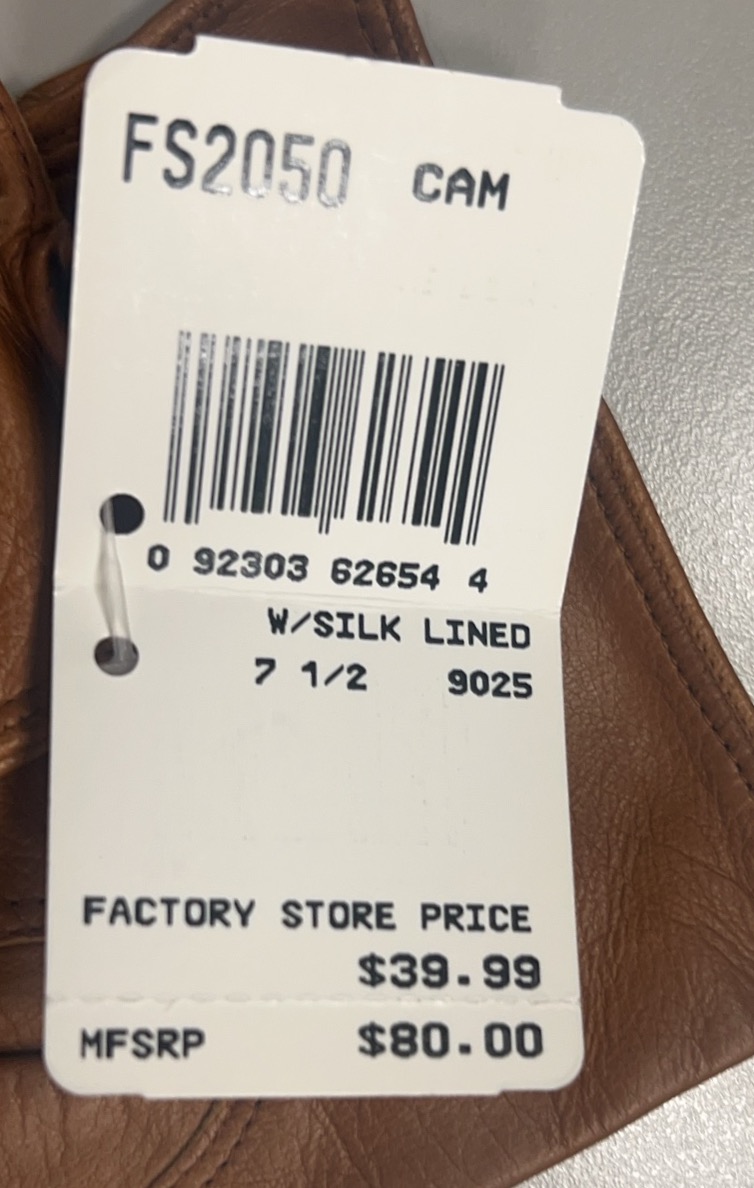 FS2050 CAM
0 92303 62654 4
W/SILK LINED
7 1/2 9025
FACTORY STORE PRICE
$39.99
MFSRP $80.00